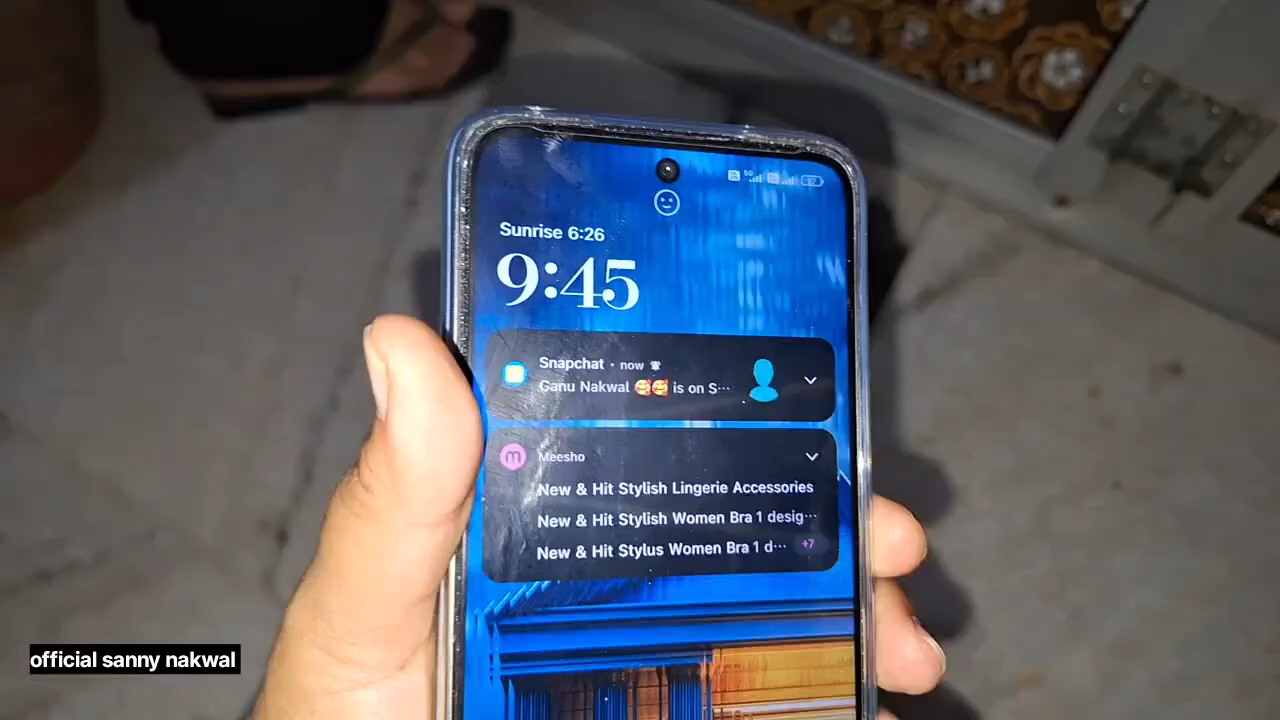 5G
Sunrise 6:26
9:45
Snapchat · now
Ganu Nakwal 🥰🥰 is on S···
m Meesho
New & Hit Stylish Lingerie Accessories
New & Hit Stylish Women Bra 1 desig···
New & Hit Stylus Women Bra 1 d··· +7
official sanny nakwal